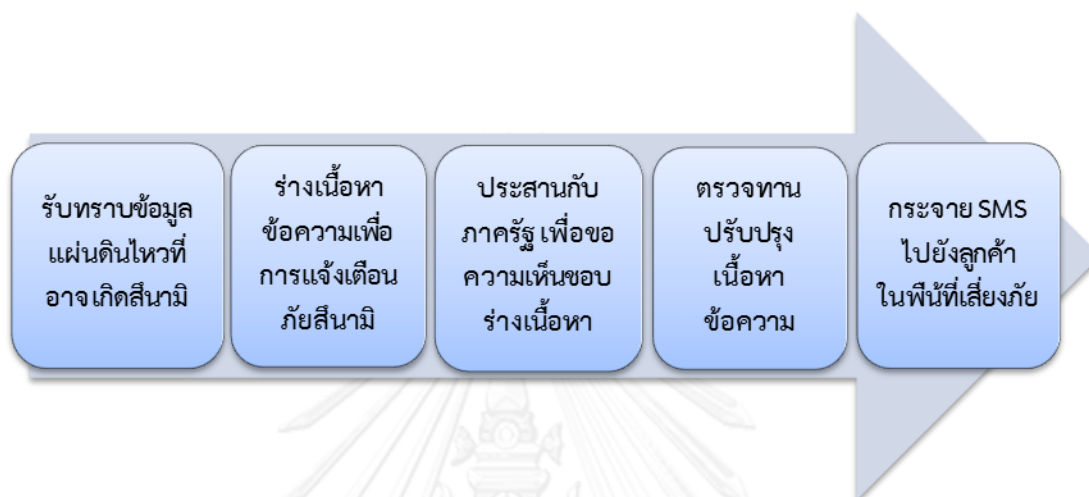 รับทราบข้อมูล
แผ่นดินไหวที่
อาจเกิดสึนามิ
ร่างเนื้อหา
ข้อความเพื่อ
การแจ้งเตือน
ภัยสึนามิ
ประสานกับ
ภาครัฐ เพื่อขอ
ความเห็นชอบ
ร่างเนื้อหา
ตรวจทาน
ปรับปรุง
เนื้อหา
ข้อความ
กระจาย SMS
ไปยังลูกค้า
ในพื้นที่เสี่ยงภัย